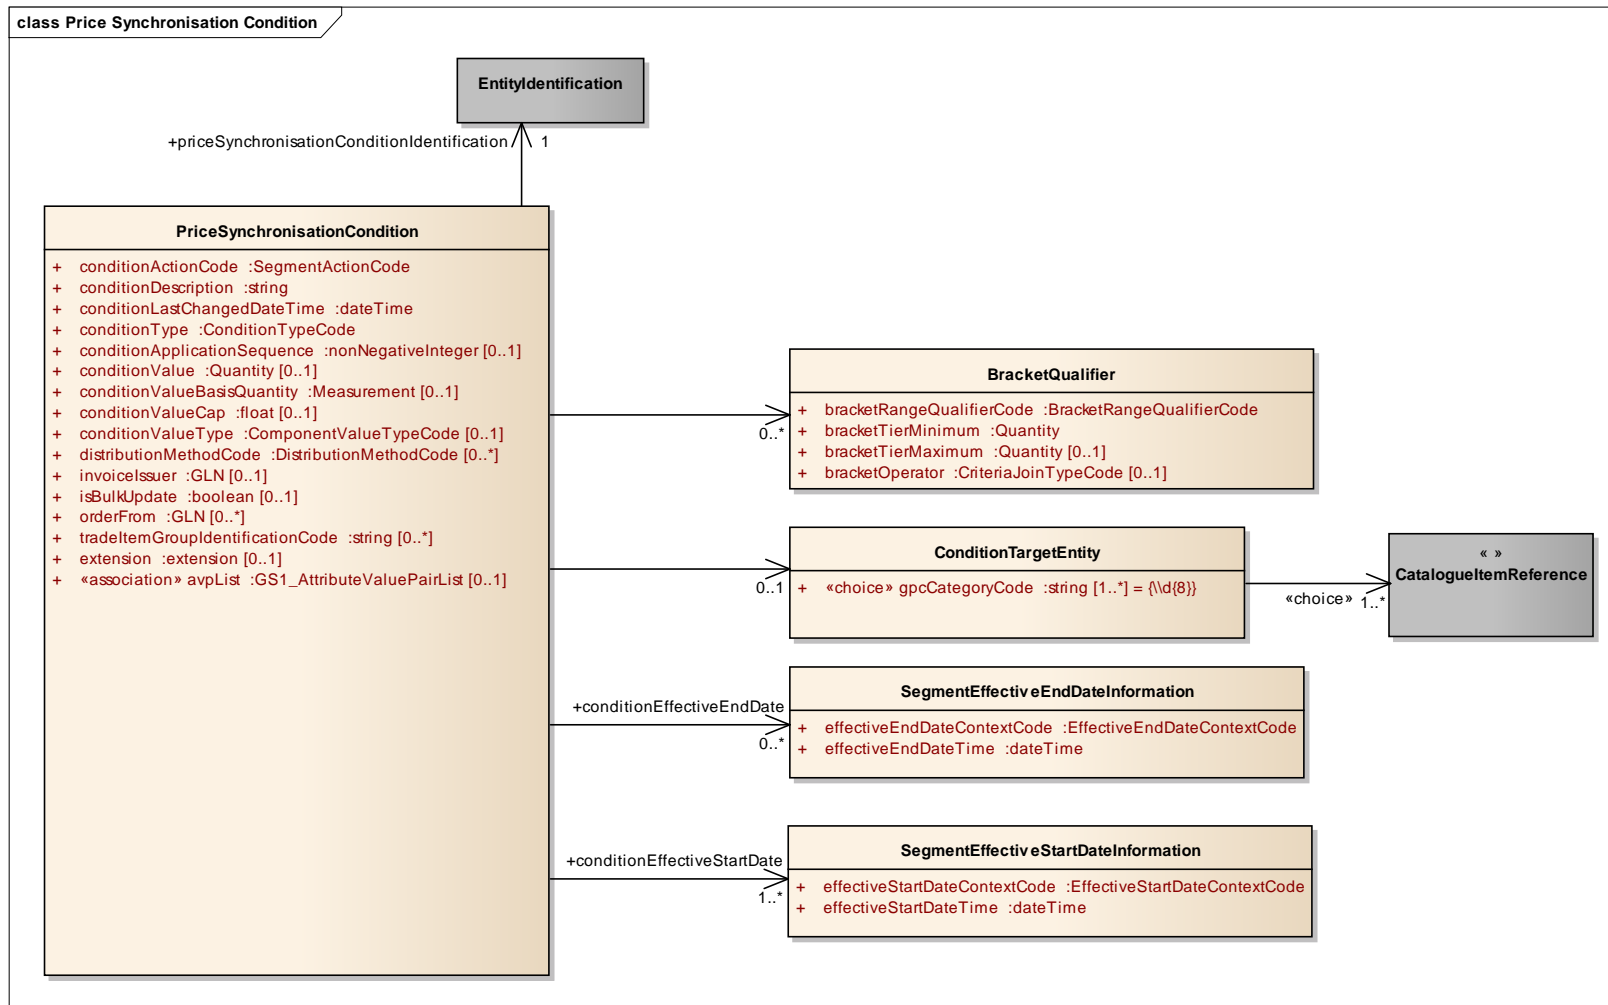 class Price Synchronisation Condition
EntityIdentification
+priceSynchronisationConditionIdentification
1
PriceSynchronisationCondition
+ conditionActionCode :SegmentActionCode
+ conditionDescription :string
+ conditionLastChangedDateTime :dateTime
+ conditionType :ConditionTypeCode
+ conditionApplicationSequence :nonNegativeInteger [0..1]
+ conditionValue :Quantity [0..1]
+ conditionValueBasisQuantity :Measurement [0..1]
+ conditionValueCap :float [0..1]
+ conditionValueType :ComponentValueTypeCode [0..1]
+ distributionMethodCode :DistributionMethodCode [0..*]
+ invoiceIssuer :GLN [0..1]
+ isBulkUpdate :boolean [0..1]
+ orderFrom :GLN [0..*]
+ tradeItemGroupIdentificationCode :string [0..*]
+ extension :extension [0..1]
+ «association» avpList :GS1_AttributeValuePairList [0..1]
0..*
BracketQualifier
+ bracketRangeQualifierCode :BracketRangeQualifierCode
+ bracketTierMinimum :Quantity
+ bracketTierMaximum :Quantity [0..1]
+ bracketOperator :CriteriaJoinTypeCode [0..1]
0..1
ConditionTargetEntity
+ «choice» gpcCategoryCode :string [1..*] = {\\d{8}}
«choice»
1..*
« »
CatalogueItemReference
+conditionEffectiveEndDate
0..*
SegmentEffectiveEndDateInformation
+ effectiveEndDateContextCode :EffectiveEndDateContextCode
+ effectiveEndDateTime :dateTime
+conditionEffectiveStartDate
1..*
SegmentEffectiveStartDateInformation
+ effectiveStartDateContextCode :EffectiveStartDateContextCode
+ effectiveStartDateTime :dateTime